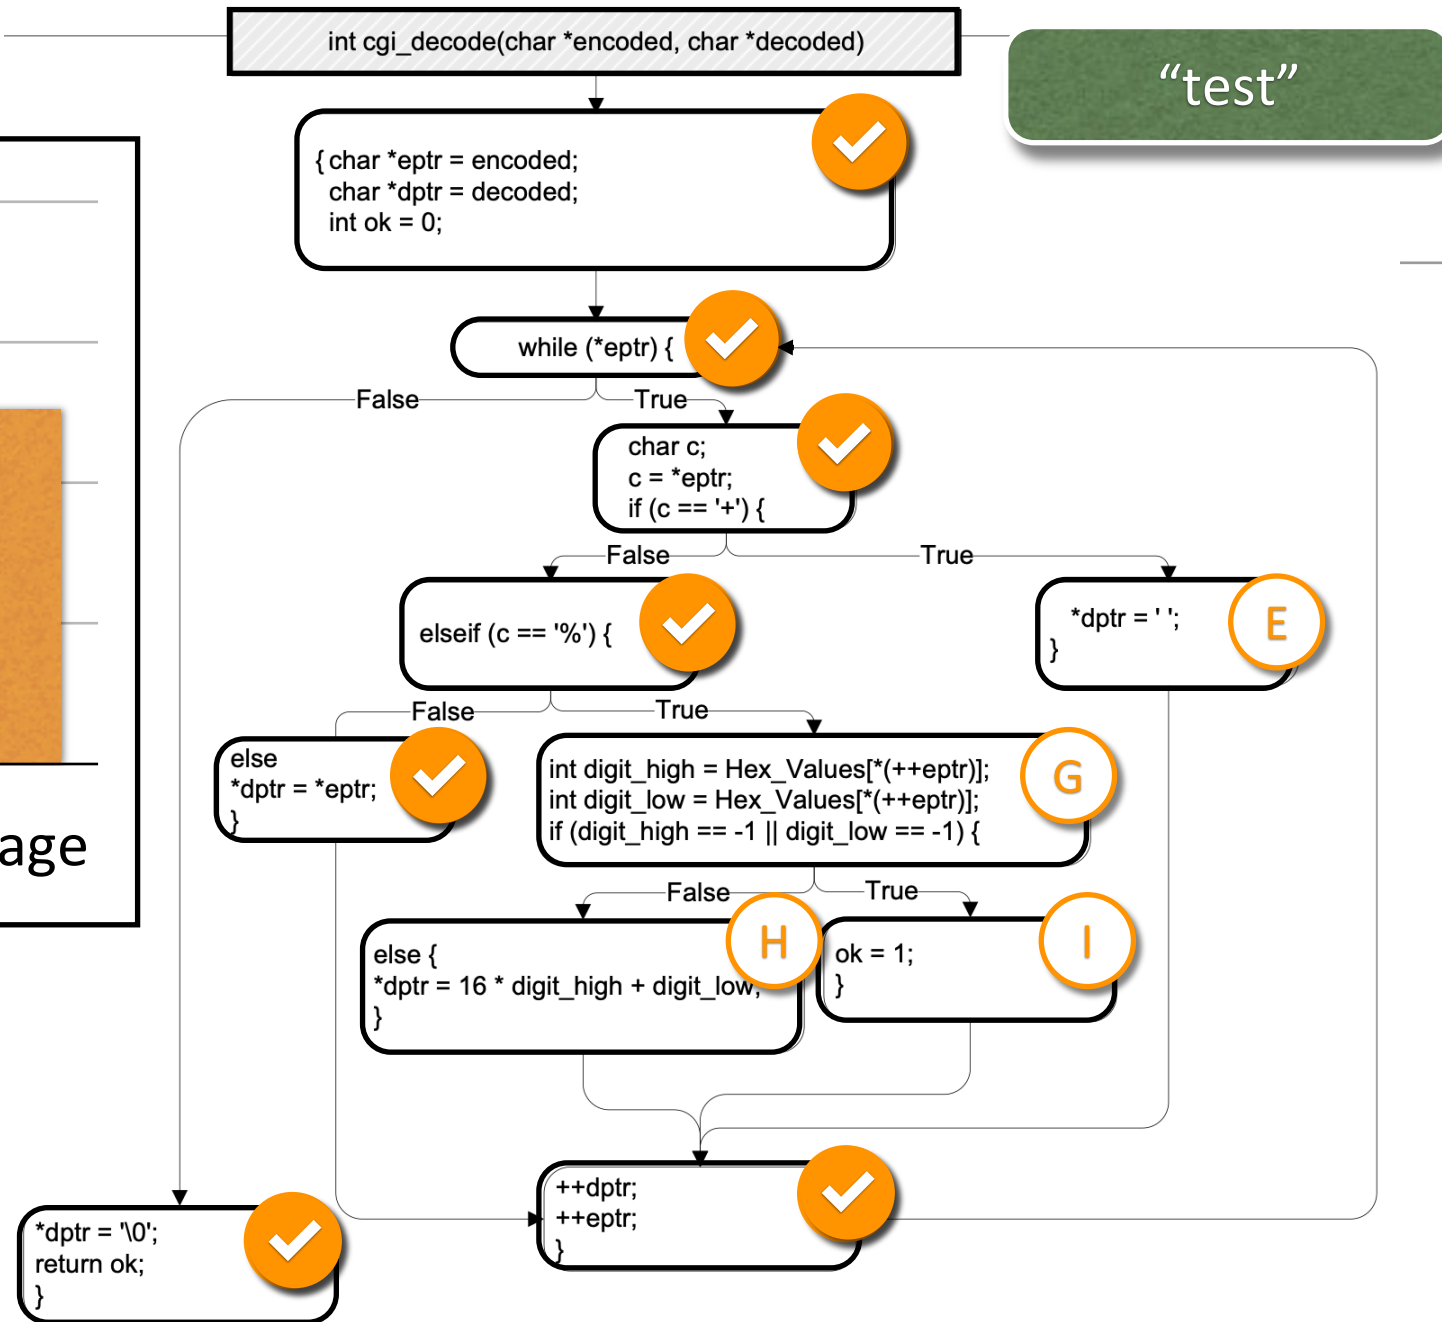 int cgi_decode(char *encoded, char *decoded)
“test”
{ char *eptr = encoded;
char *dptr = decoded;
int ok = 0;
while (*eptr) {
False
True
char c;
c = *eptr;
if (c == '+') {
False
True
elseif (c == '%') {
*dptr = ' ';
}
E
False
True
else
*dptr = *eptr;
}
int digit_high = Hex_Values[*(++eptr)];
int digit_low = Hex_Values[*(++eptr)];
if (digit_high == -1 || digit_low == -1) {
G
age
False
True
else {
*dptr = 16 * digit_high + digit_low;
}
H
ok = 1;
}
I
++dptr;
++eptr;
}
*dptr = '\0';
return ok;
}